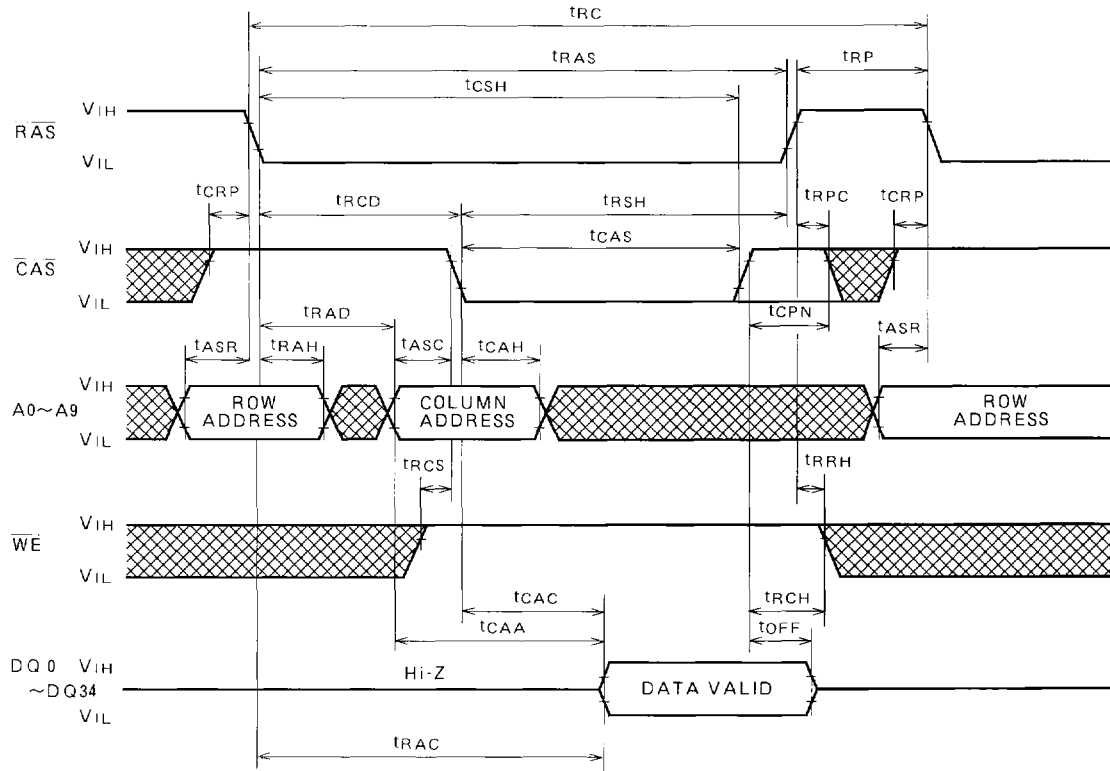 tRC
tRAS
tRP
tCSH
VIH
RAS
VIL
tCRP
tRCD
tRSH
tRPC
tCRP
VIH
tCAS
CAS
VIL
tRAD
tCPN
tASR
tRAH
tASC
tCAH
tASR
VIH
A0~A9
ROW ADDRESS
COLUMN ADDRESS
ROW ADDRESS
VIL
tRCS
tRRH
VIH
WE
VIL
tCAC
tRCH
tCAA
tOFF
DQ0 VIH
Hi-Z
~DQ34
DATA VALID
VIL
tRAC